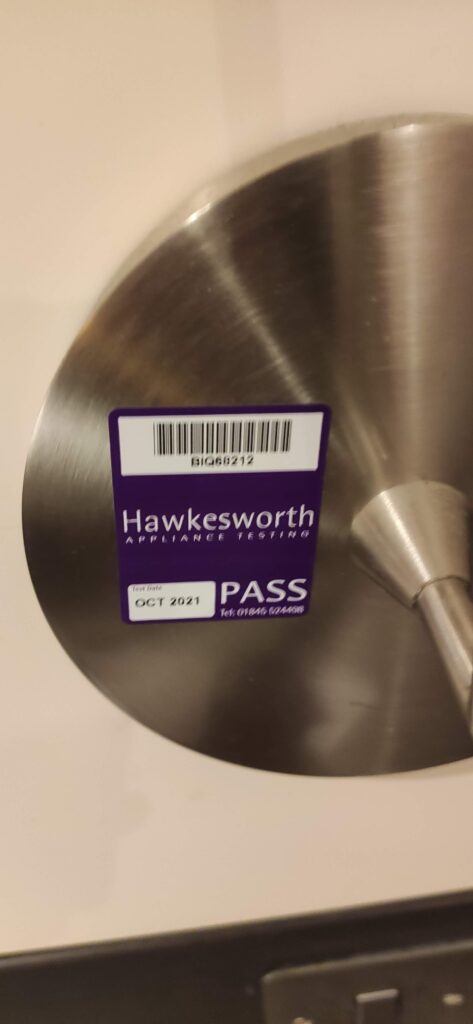 BIQ68212
Hawkesworth
APPLIANCE TESTING
Test Date
OCT 2021
PASS
Tel: 01845 524498